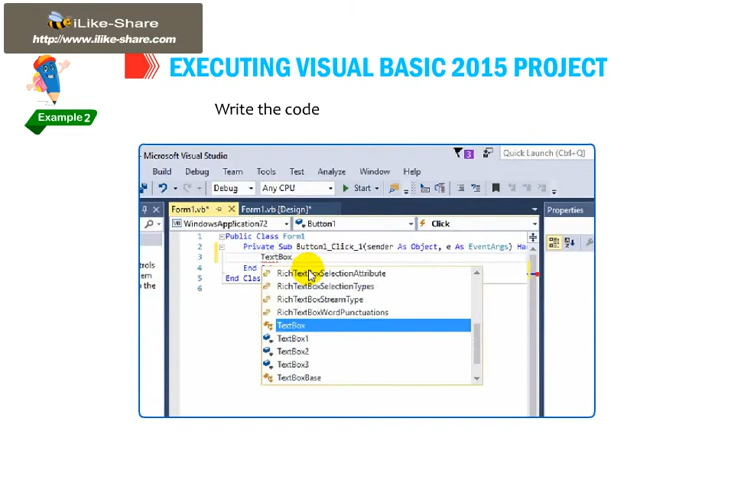 iLike-Share
http://www.ilike-share.com
EXECUTING VISUAL BASIC 2015 PROJECT
Example 2
Write the code
Microsoft Visual Studio
3
Quick Launch (Ctrl+Q)
Build Debug Team Tools Test Analyze Window Help
Debug Any CPU Start
Form1.vb* Form1.vb [Design]* Properties
WindowsApplication72 Button1 Click
1 Public Class Form1
2 Private Sub Button1_Click_1(sender As Object, e As EventArgs) Ha
3 TextBox
4 End
5 End Clas
6
RichTextBoxSelectionAttribute
RichTextBoxSelectionTypes
RichTextBoxStreamType
RichTextBoxWordPunctuations
TextBox
TextBox1
TextBox2
TextBox3
TextBoxBase